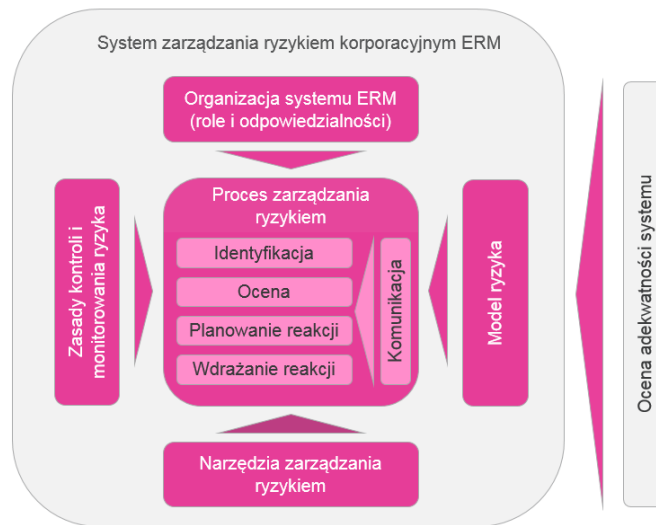 System zarządzania ryzykiem korporacyjnym ERM
Organizacja systemu ERM
(role i odpowiedzialności)
Zasady kontroli i
monitorowania ryzyka
Proces zarządzania
ryzykiem
Identyfikacja
Ocena
Planowanie reakcji
Wdrażanie reakcji
Komunikacja
Model ryzyka
Narzędzia zarządzania
ryzykiem
Ocena adekwatności systemu